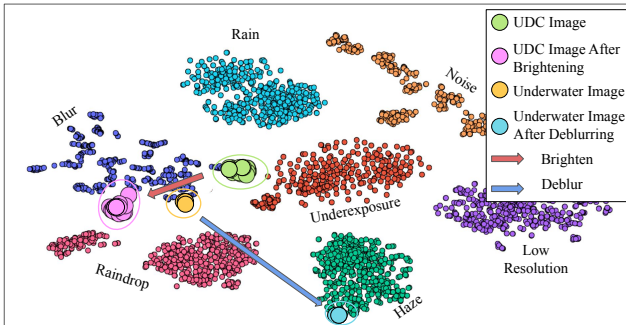 Rain
Noise
Blur
Underexposure
Low
Resolution
Raindrop
Haze
UDC Image
UDC Image After
Brightening
Underwater Image
Underwater Image
After Deblurring
Brighten
Deblur